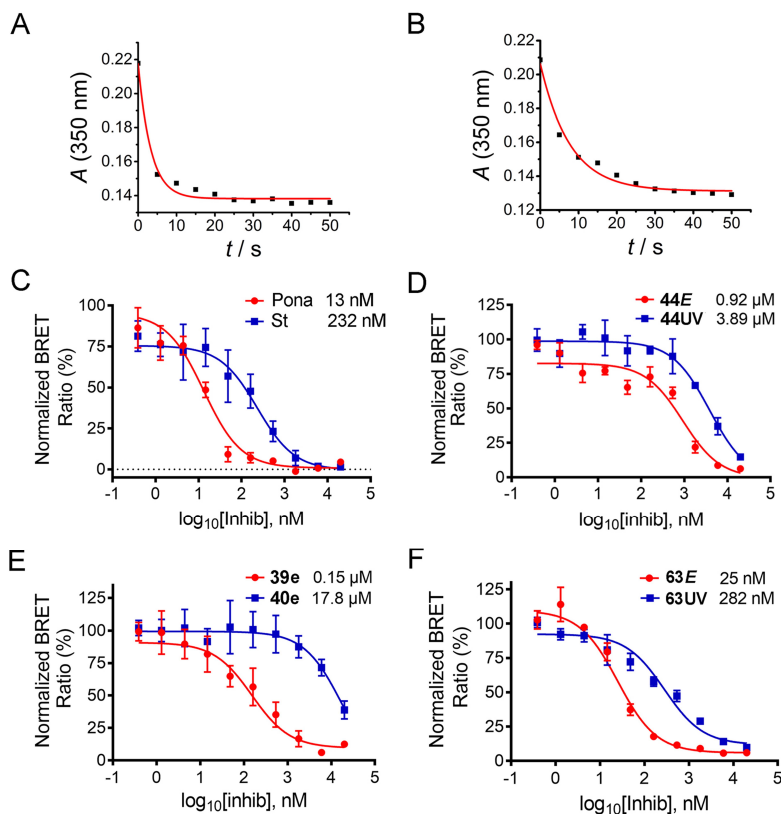 A
A (350 nm)
0.22
0.20
0.18
0.16
0.14
0 10 20 30 40 50
t / s
B
A (350 nm)
0.22
0.20
0.18
0.16
0.14
0.12
0 10 20 30 40 50
t / s
C
Normalized BRET
Ratio (%)
100
75
50
25
0
-1 0 1 2 3 4 5
log10[Inhib], nM
Pona 13 nM
St 232 nM
D
Normalized BRET
Ratio (%)
125
100
75
50
25
0
-1 0 1 2 3 4 5
log10[inhib], nM
44E 0.92 µM
44UV 3.89 µM
E
Normalized BRET
Ratio (%)
125
100
75
50
25
0
-1 0 1 2 3 4 5
log10[inhib], nM
39e 0.15 µM
40e 17.8 µM
F
Normalized BRET
Ratio (%)
125
100
75
50
25
0
-1 0 1 2 3 4 5
log10[Inhib], nM
63E 25 nM
63UV 282 nM